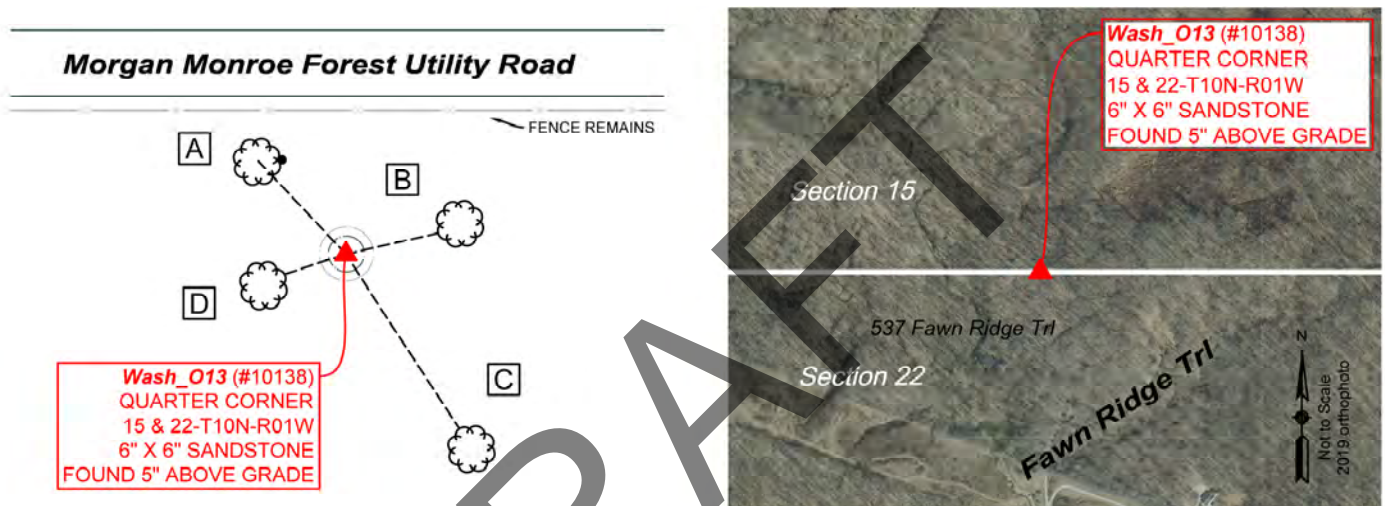 Morgan Monroe Forest Utility Road
FENCE REMAINS
A
B
D
C
Wash_O13 (#10138)
QUARTER CORNER
15 & 22-T10N-R01W
6" X 6" SANDSTONE
FOUND 5" ABOVE GRADE
Wash_O13 (#10138)
QUARTER CORNER
15 & 22-T10N-R01W
6" X 6" SANDSTONE
FOUND 5" ABOVE GRADE
Section 15
537 Fawn Ridge Trl
Section 22
Fawn Ridge Trl
N
Not to Scale
2019 orthophoto
DRAFT